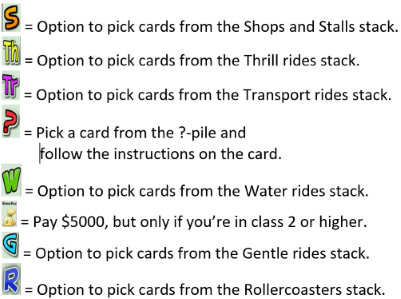 S = Option to pick cards from the Shops and Stalls stack.
Th = Option to pick cards from the Thrill rides stack.
Tr = Option to pick cards from the Transport rides stack.
? = Pick a card from the ?-pile and
follow the instructions on the card.
W = Option to pick cards from the Water rides stack.
= Pay $5000, but only if you're in class 2 or higher.
G = Option to pick cards from the Gentle rides stack.
R = Option to pick cards from the Rollercoasters stack.